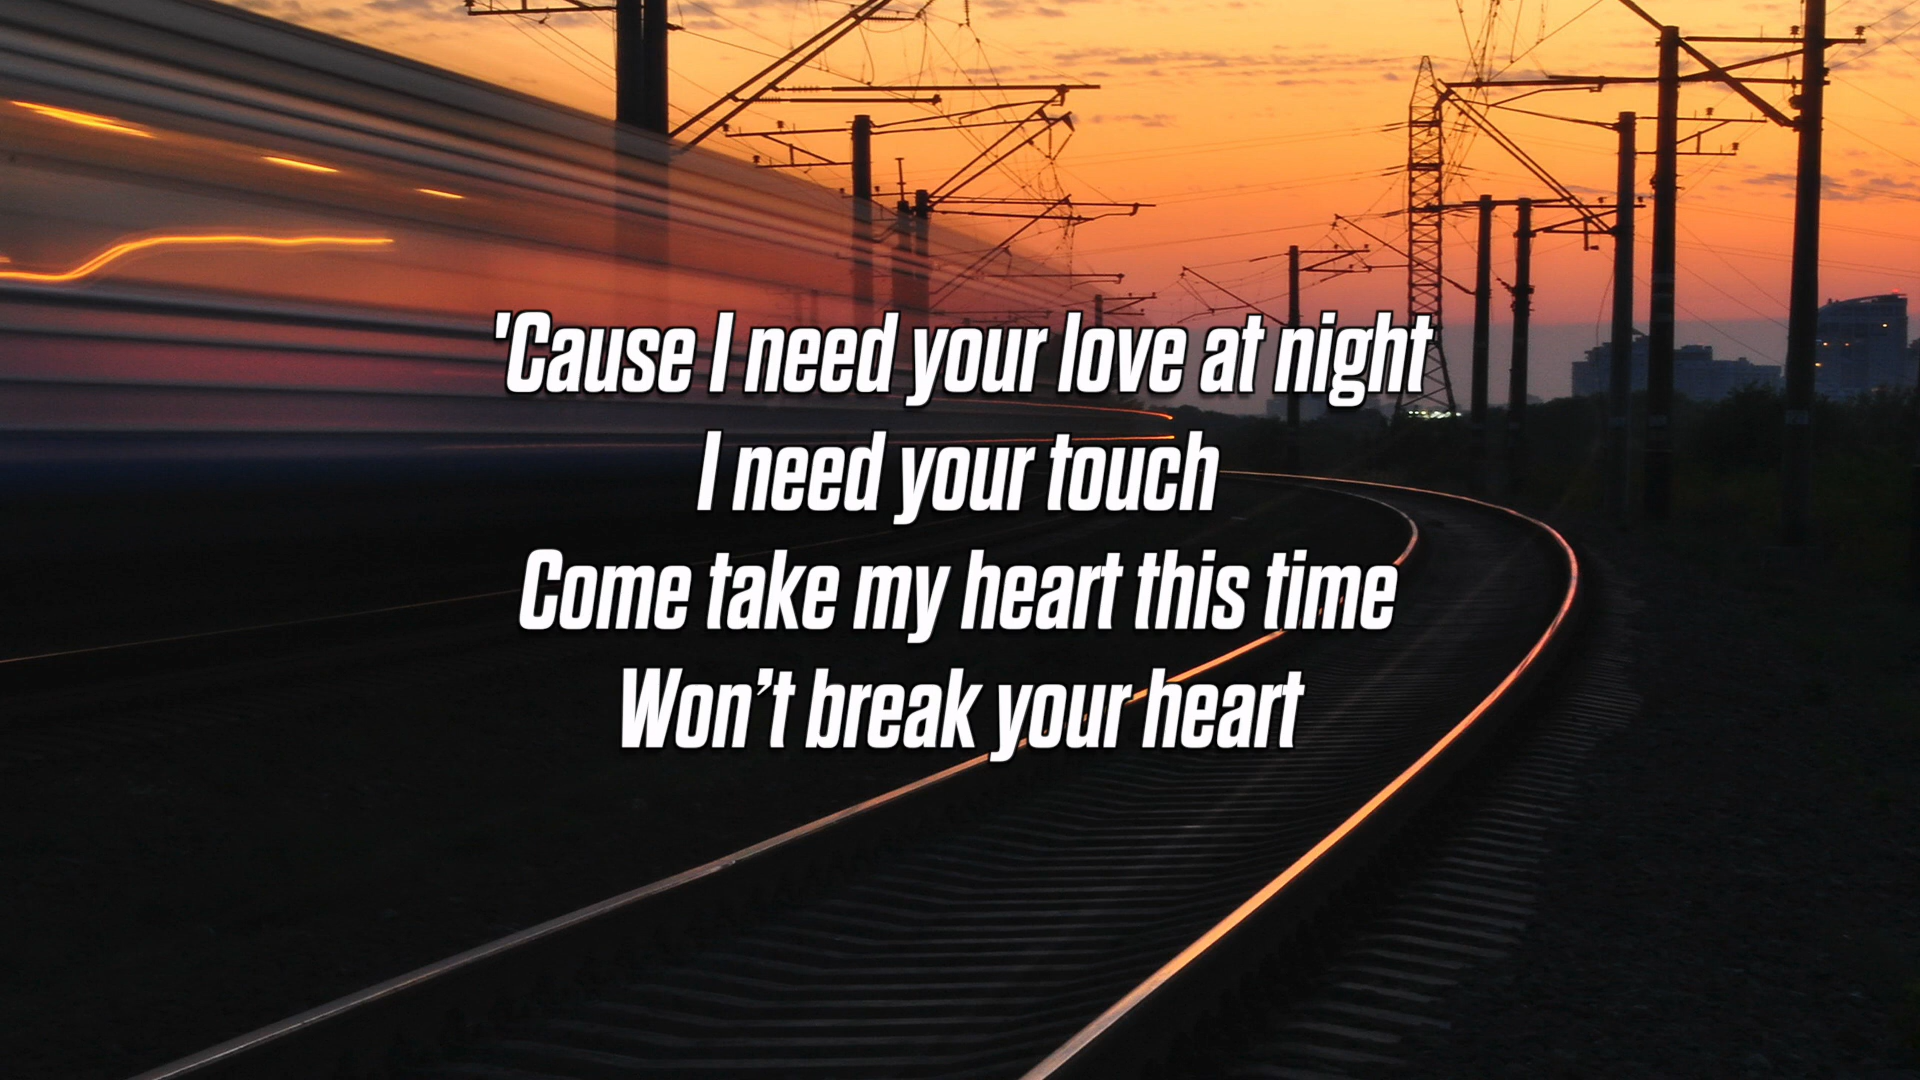 'Cause I need your love at night
I need your touch
Come take my heart this time
Won’t break your heart